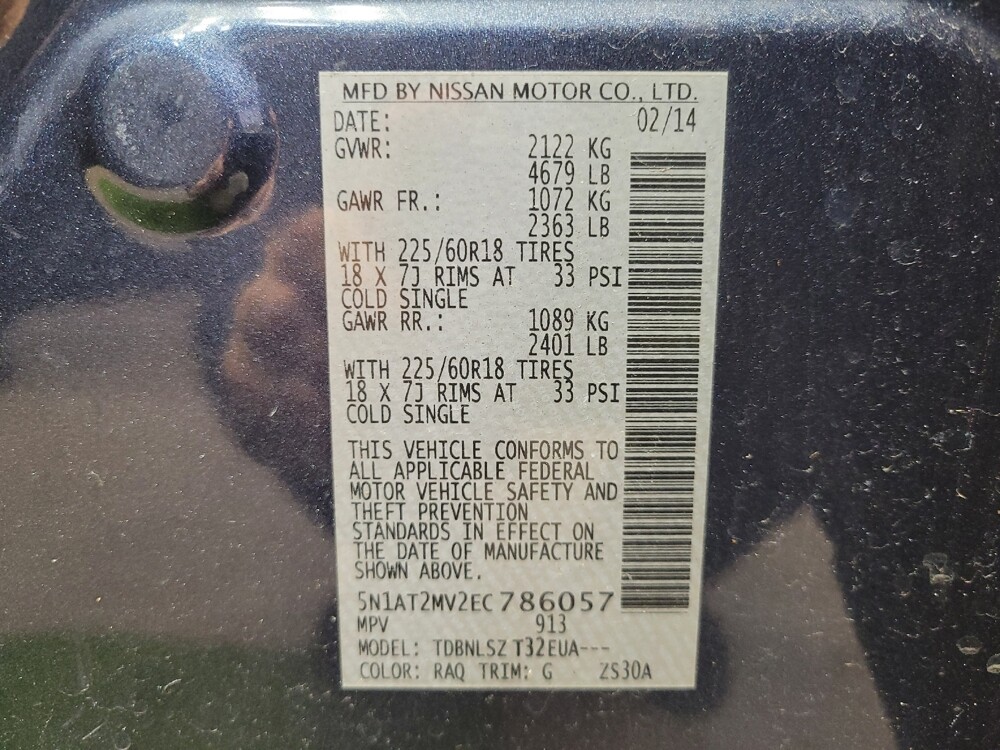 MFD BY NISSAN MOTOR CO., LTD.
DATE: 02/14
GVWR: 2122 KG
4679 LB
GAWR FR.: 1072 KG
2363 LB
WITH 225/60R18 TIRES
18 X 7J RIMS AT 33 PSI
COLD SINGLE
GAWR RR.: 1089 KG
2401 LB
WITH 225/60R18 TIRES
18 X 7J RIMS AT 33 PSI
COLD SINGLE
THIS VEHICLE CONFORMS TO
ALL APPLICABLE FEDERAL
MOTOR VEHICLE SAFETY AND
THEFT PREVENTION
STANDARDS IN EFFECT ON
THE DATE OF MANUFACTURE
SHOWN ABOVE.
5N1AT2MV2EC786057
MPV 913
MODEL: TDBNLSZ T32EUA---
COLOR: RAQ TRIM: G ZS30A